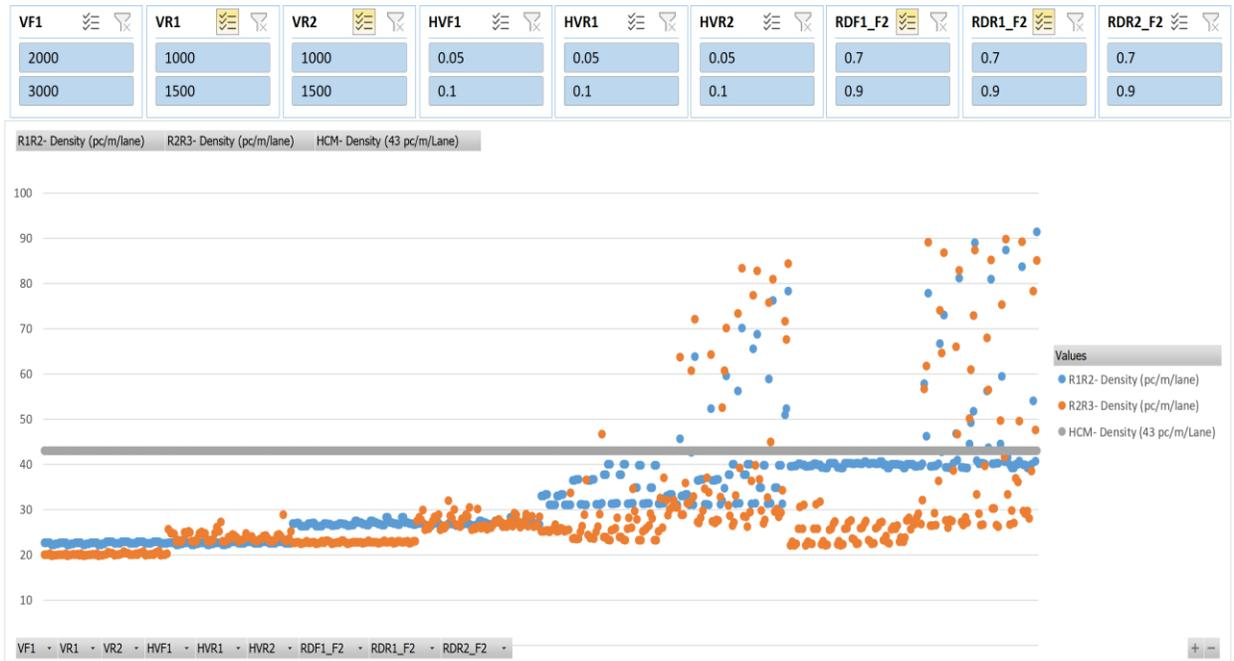 VF1 VR1 VR2 HVF1 HVR1 HVR2 RDF1_F2 RDR1_F2 RDR2_F2
2000 1000 1000 0.05 0.05 0.05 0.7 0.7 0.7
3000 1500 1500 0.1 0.1 0.1 0.9 0.9 0.9
R1R2- Density (pc/m/lane) R2R3- Density (pc/m/lane) HCM- Density (43 pc/m/Lane)
100
90
80
70
60
50
40
30
20
10
Values
R1R2- Density (pc/m/lane)
R2R3- Density (pc/m/lane)
HCM- Density (43 pc/m/Lane)
VF1 VR1 VR2 HVF1 HVR1 HVR2 RDF1_F2 RDR1_F2 RDR2_F2
+ −